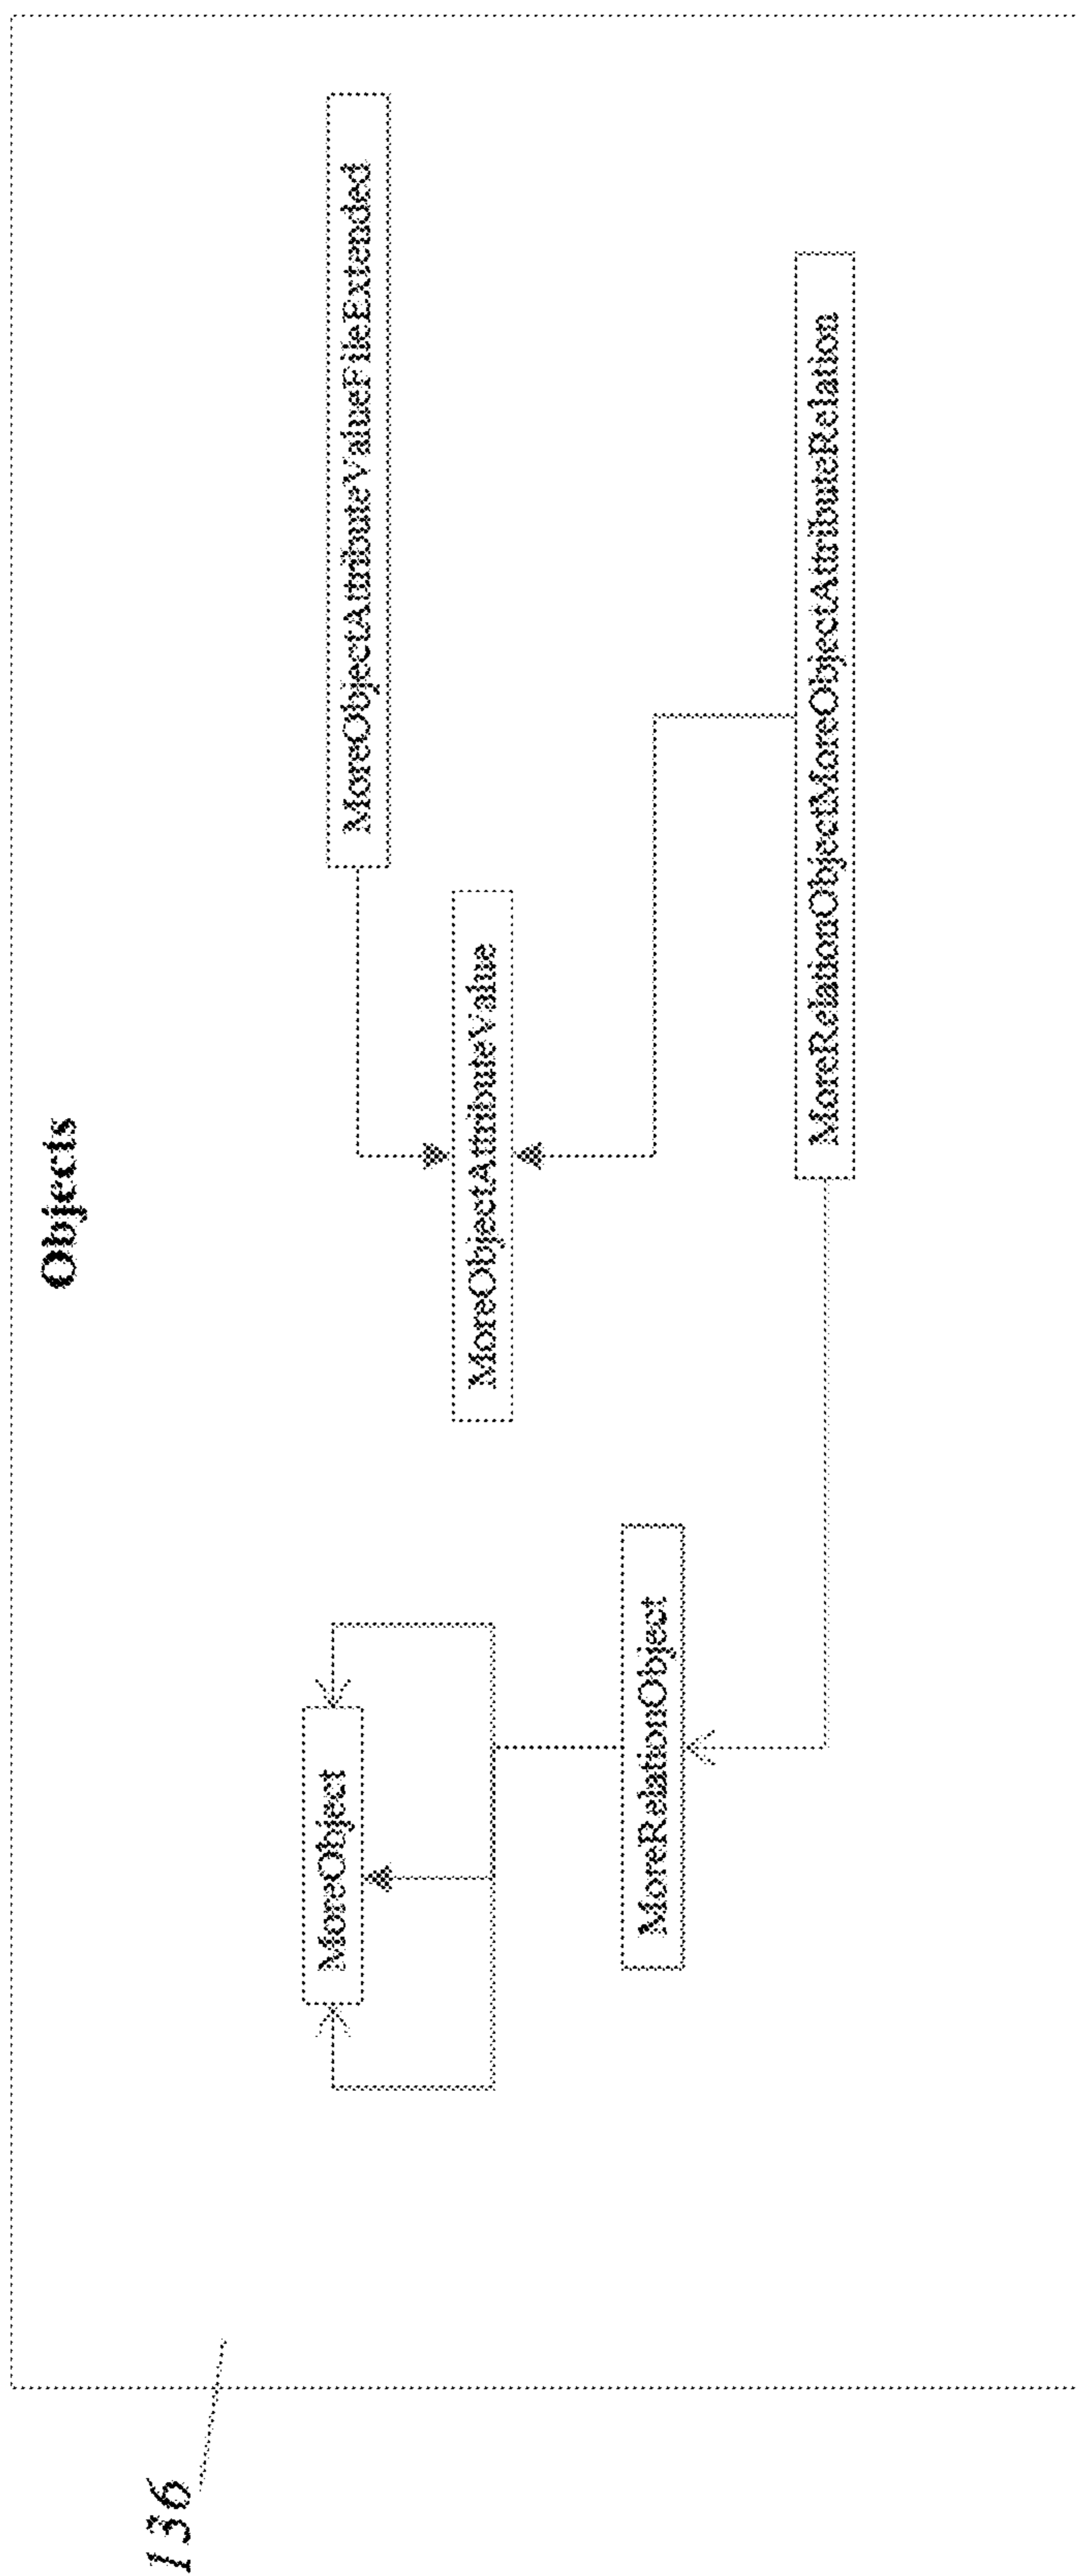 136
Objects
MoreObject
MoreObjectAttributeValueFileExtended
MoreObjectAttributeValue
MoreRelationObject
MoreRelationObjectMoreObjectAttributeRelation